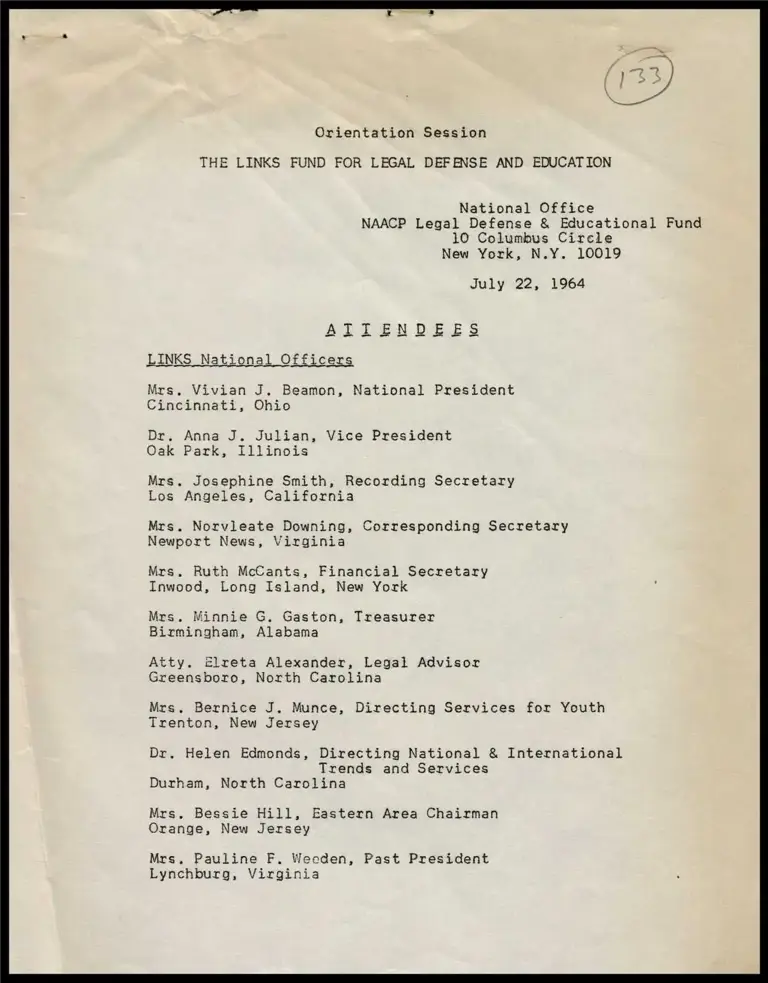 133
Orientation Session
THE LINKS FUND FOR LEGAL DEFENSE AND EDUCATION
National Office
NAACP Legal Defense & Educational Fund
10 Columbus Circle
New York, N.Y. 10019
July 22, 1964
A T T E N D E E S
LINKS National Officers
Mrs. Vivian J. Beamon, National President
Cincinnati, Ohio
Dr. Anna J. Julian, Vice President
Oak Park, Illinois
Mrs. Josephine Smith, Recording Secretary
Los Angeles, California
Mrs. Norvleate Downing, Corresponding Secretary
Newport News, Virginia
Mrs. Ruth McCants, Financial Secretary
Inwood, Long Island, New York
Mrs. Minnie G. Gaston, Treasurer
Birmingham, Alabama
Atty. Elreta Alexander, Legal Advisor
Greensboro, North Carolina
Mrs. Bernice J. Munce, Directing Services for Youth
Trenton, New Jersey
Dr. Helen Edmonds, Directing National & International
Trends and Services
Durham, North Carolina
Mrs. Bessie Hill, Eastern Area Chairman
Orange, New Jersey
Mrs. Pauline F. Weeden, Past President
Lynchburg, Virginia